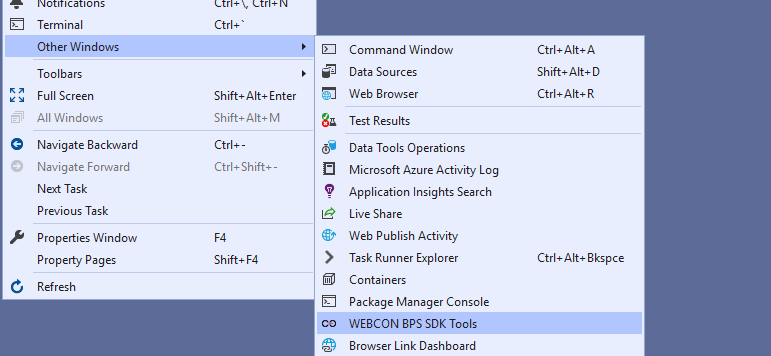 Notifications Ctrl+\, Ctrl+N
Terminal Ctrl+`
Other Windows
Toolbars
Full Screen Shift+Alt+Enter
All Windows Shift+Alt+M
Navigate Backward Ctrl+-
Navigate Forward Ctrl+Shift+-
Next Task
Previous Task
Properties Window F4
Property Pages Shift+F4
Refresh
Command Window Ctrl+Alt+A
Data Sources Shift+Alt+D
Web Browser Ctrl+Alt+R
Test Results
Data Tools Operations
Microsoft Azure Activity Log
Application Insights Search
Live Share
Web Publish Activity
Task Runner Explorer Ctrl+Alt+Bkspce
Containers
Package Manager Console
WEBCON BPS SDK Tools
Browser Link Dashboard